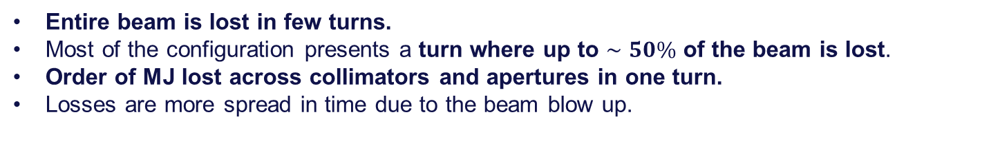 • Entire beam is lost in few turns.
• Most of the configuration presents a turn where up to ~ 50% of the beam is lost.
• Order of MJ lost across collimators and apertures in one turn.
• Losses are more spread in time due to the beam blow up.